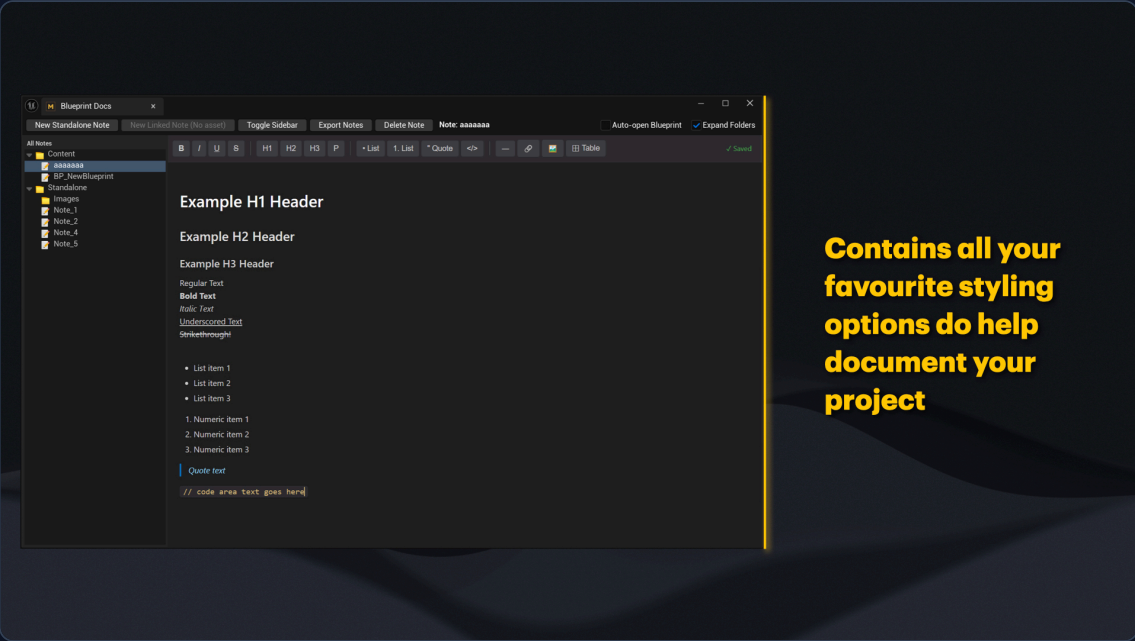 M Blueprint Docs
New Standalone Note New Linked Note (No asset) Toggle Sidebar Export Notes Delete Note Note: aaaaaaa Auto-open Blueprint Expand Folders
All Notes
B I U S H1 H2 H3 P • List 1. List " Quote </> — Table ✓ Saved
Content
aaaaaaa
BP_NewBlueprint
Standalone
Images
Note_1
Note_2
Note_4
Note_5
Example H1 Header
Example H2 Header
Example H3 Header
Regular Text
Bold Text
Italic Text
Underscored Text
Strikethrough!
• List item 1
• List item 2
• List item 3
1. Numeric item 1
2. Numeric item 2
3. Numeric item 3
Quote text
// code area text goes here
Contains all your
favourite styling
options do help
document your
project